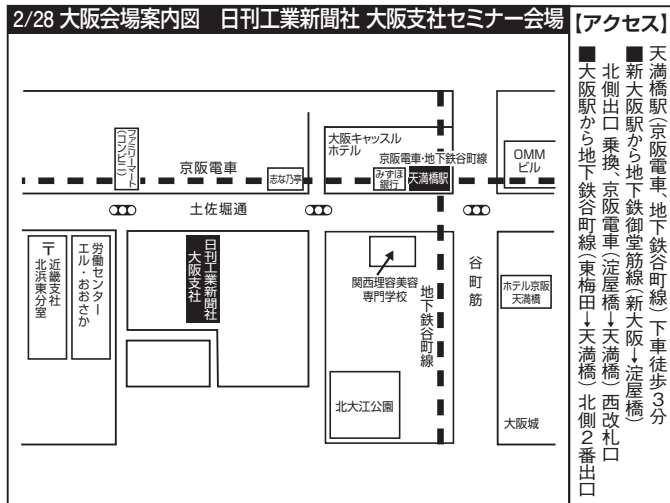 2/28 大阪会場案内図　日刊工業新聞社 大阪支社セミナー会場
【アクセス】
天満橋駅（京阪電車、地下鉄谷町線）下車徒歩3分
■新大阪駅から地下鉄御堂筋線（新大阪→淀屋橋）
北側出口 乗換、京阪電車（淀屋橋→天満橋）西改札口
■大阪駅から地下鉄谷町線（東梅田→天満橋）北側2番出口
ファミリーマート
（コンビニ）
京阪電車
志な乃亭
大阪キャッスル
ホテル
京阪電車・地下鉄谷町線
みずほ
銀行
天満橋駅
OMM
ビル
土佐堀通
〒近畿支社
北浜東分室
労働センター
エル・おおさか
日刊工業新聞社
大阪支社
関西理容美容
専門学校
地下鉄谷町線
谷町筋
ホテル京阪
天満橋
北大江公園
大阪城